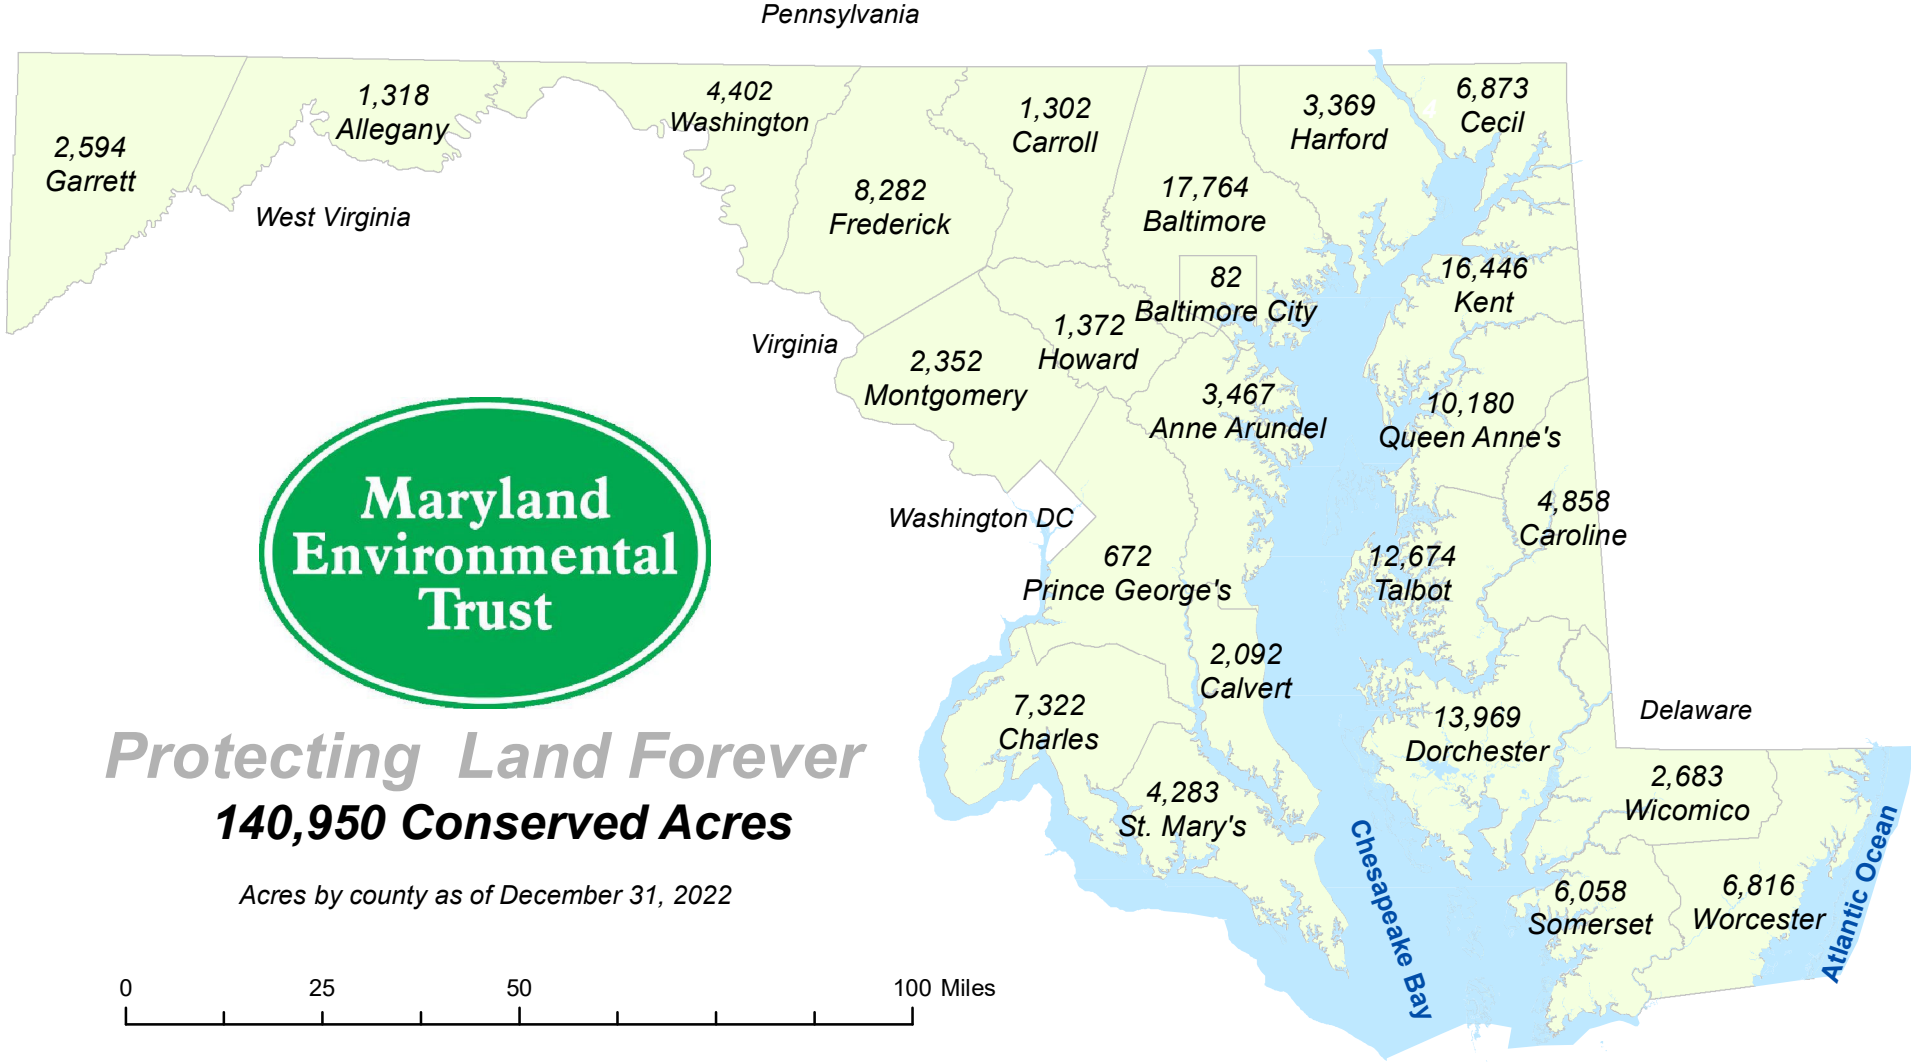 Pennsylvania
2,594
Garrett
1,318
Allegany
4,402
Washington
8,282
Frederick
1,302
Carroll
17,764
Baltimore
3,369
Harford
4
6,873
Cecil
West Virginia
82
Baltimore City
16,446
Kent
Virginia
1,372
Howard
2,352
Montgomery
3,467
Anne Arundel
10,180
Queen Anne's
Maryland
Environmental
Trust
Washington DC
4,858
Caroline
672
Prince George's
12,674
Talbot
2,092
Calvert
7,322
Charles
13,969
Dorchester
Delaware
Protecting Land Forever
140,950 Conserved Acres
Acres by county as of December 31, 2022
4,283
St. Mary's
2,683
Wicomico
6,058
Somerset
6,816
Worcester
Chesapeake Bay
Atlantic Ocean
0 25 50 100 Miles